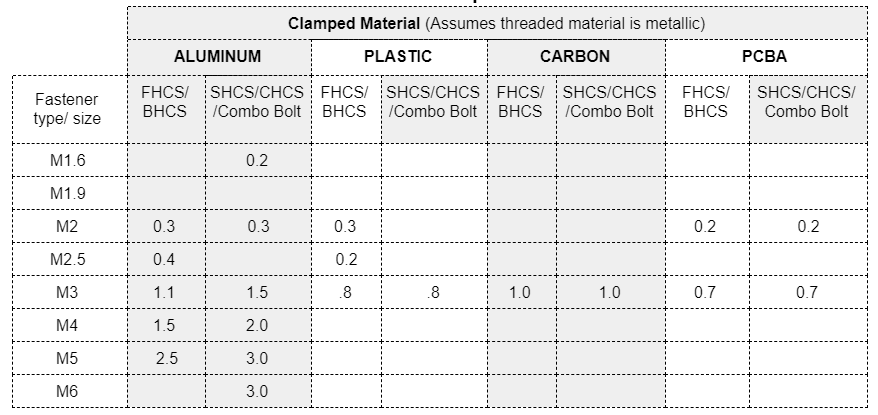 Clamped Material (Assumes threaded material is metallic)
ALUMINUM PLASTIC CARBON PCBA
Fastener type/ size FHCS/ BHCS SHCS/CHCS /Combo Bolt FHCS/ BHCS SHCS/CHCS /Combo Bolt FHCS/ BHCS SHCS/CHCS /Combo Bolt FHCS/ BHCS SHCS/CHCS/ Combo Bolt
M1.6 0.2
M1.9
M2 0.3 0.3 0.3 0.2 0.2
M2.5 0.4 0.2
M3 1.1 1.5 .8 .8 1.0 1.0 0.7 0.7
M4 1.5 2.0
M5 2.5 3.0
M6 3.0